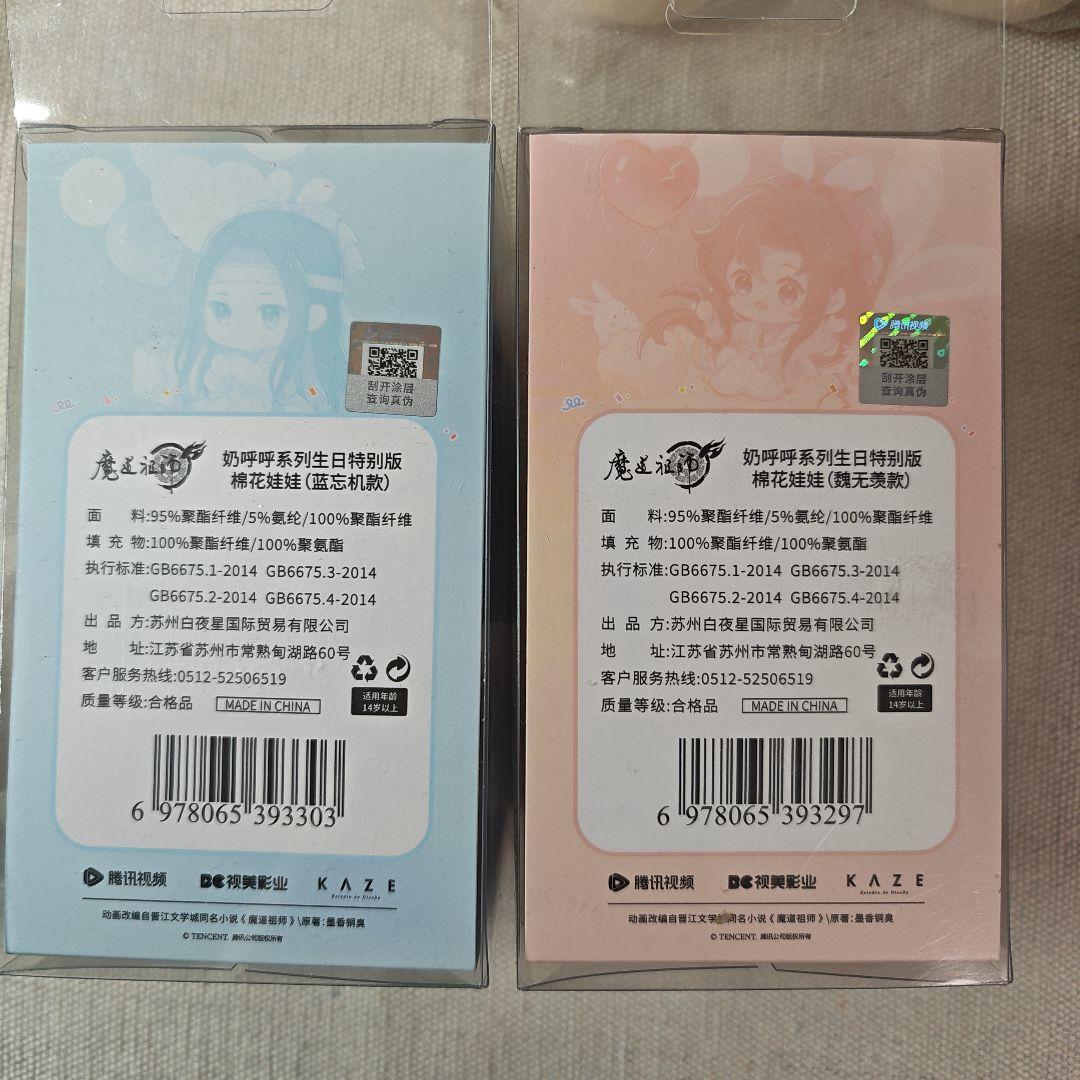 腾讯视频
刮开涂层
查询真伪
魔道祖师
奶呼呼系列生日特别版
棉花娃娃(蓝忘机款)
面 料:95%聚酯纤维/5%氨纶/100%聚酯纤维
填充物:100%聚酯纤维/100%聚氨酯
执行标准:GB6675.1-2014 GB6675.3-2014
GB6675.2-2014 GB6675.4-2014
出品方:苏州白夜星国际贸易有限公司
地 址:江苏省苏州市常熟甸湖路60号
客户服务热线:0512-52506519
质量等级:合格品 MADE IN CHINA
适用年龄
14岁以上
6 978065 393303
腾讯视频 视美影业 KAZE
Estudio de Diseño
动画改编自晋江文学城同名小说《魔道祖师》\原著:墨香铜臭
© TENCENT. 腾讯公司版权所有
腾讯视频
刮开涂层
查询真伪
魔道祖师
奶呼呼系列生日特别版
棉花娃娃(魏无羡款)
面 料:95%聚酯纤维/5%氨纶/100%聚酯纤维
填充物:100%聚酯纤维/100%聚氨酯
执行标准:GB6675.1-2014 GB6675.3-2014
GB6675.2-2014 GB6675.4-2014
出品方:苏州白夜星国际贸易有限公司
地 址:江苏省苏州市常熟甸湖路60号
客户服务热线:0512-52506519
质量等级:合格品 MADE IN CHINA
适用年龄
14岁以上
6 978065 393297
腾讯视频 视美影业 KAZE
Estudio de Diseño
动画改编自晋江文学城同名小说《魔道祖师》\原著:墨香铜臭
© TENCENT. 腾讯公司版权所有